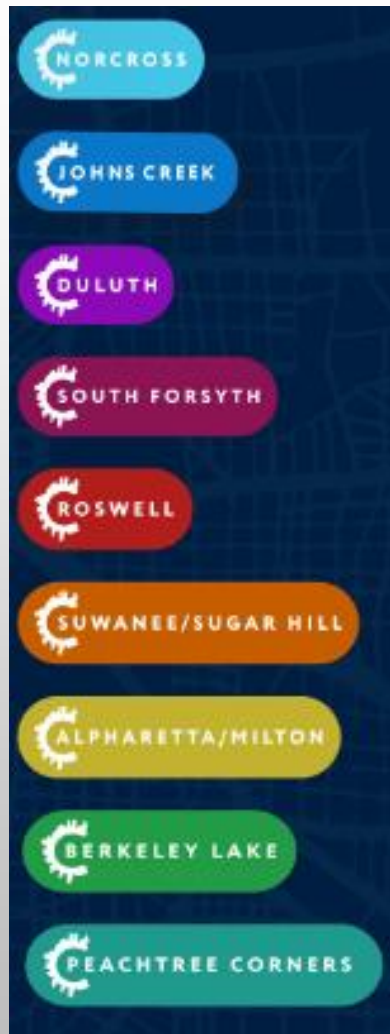 NORCROSS
JOHNS CREEK
DULUTH
SOUTH FORSYTH
ROSWELL
SUWANEE/SUGAR HILL
ALPHARETTA/MILTON
BERKELEY LAKE
PEACHTREE CORNERS